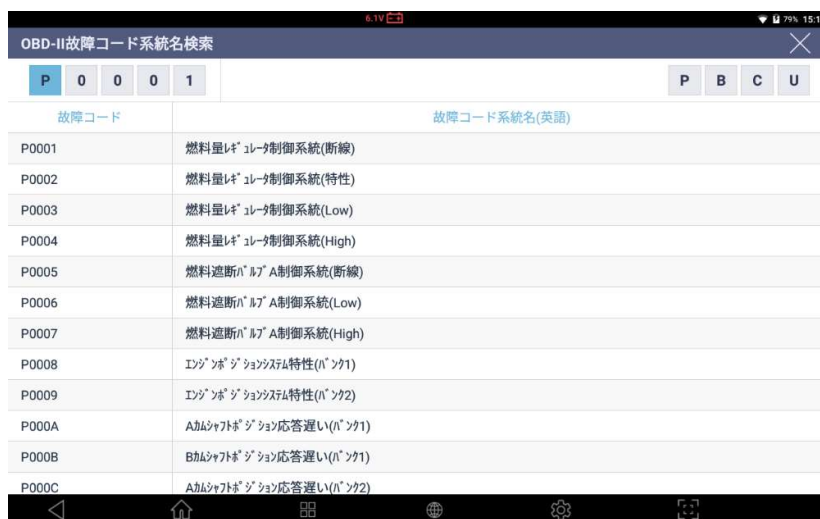 6.1V
79% 15:1
OBD-II故障コード系統名検索
P 0 0 0 1 P B C U
故障コード 故障コード系統名(英語)
P0001 燃料量ﾚｷﾞｭﾚｰﾀ制御系統(断線)
P0002 燃料量ﾚｷﾞｭﾚｰﾀ制御系統(特性)
P0003 燃料量ﾚｷﾞｭﾚｰﾀ制御系統(Low)
P0004 燃料量ﾚｷﾞｭﾚｰﾀ制御系統(High)
P0005 燃料遮断ﾊﾞﾙﾌﾞA制御系統(断線)
P0006 燃料遮断ﾊﾞﾙﾌﾞA制御系統(Low)
P0007 燃料遮断ﾊﾞﾙﾌﾞA制御系統(High)
P0008 ｴﾝｼﾞﾝﾎﾟｼﾞｼｮﾝｼｽﾃﾑ特性(ﾊﾞﾝｸ1)
P0009 ｴﾝｼﾞﾝﾎﾟｼﾞｼｮﾝｼｽﾃﾑ特性(ﾊﾞﾝｸ2)
P000A Aｶﾑｼｬﾌﾄﾎﾟｼﾞｼｮﾝ応答遅い(ﾊﾞﾝｸ1)
P000B Bｶﾑｼｬﾌﾄﾎﾟｼﾞｼｮﾝ応答遅い(ﾊﾞﾝｸ1)
P000C Aｶﾑｼｬﾌﾄﾎﾟｼﾞｼｮﾝ応答遅い(ﾊﾞﾝｸ2)